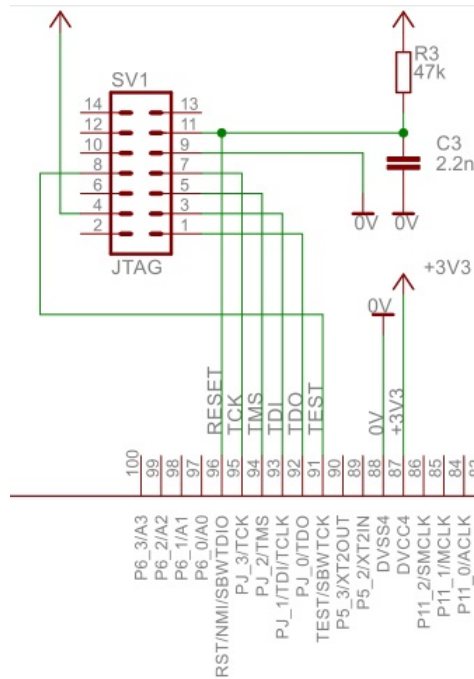 R3
47k
SV1
14 13
12 11
10 9
8 7
6 5
4 3
2 1
JTAG
C3
2.2n
0V 0V
+3V3
0V
RESET
TCK
TMS
TDI
TDO
TEST
0V
+3V3
100
99
98
97
96
95
94
93
92
91
90
89
88
87
86
85
84
P6_3/A3
P6_2/A2
P6_1/A1
P6_0/A0
RST/NMI/SBWTDIO
PJ_3/TCK
PJ_2/TMS
PJ_1/TDI/TCLK
PJ_0/TDO
TEST/SBWTCK
P5_3/XT2OUT
P5_2/XT2IN
DVSS4
DVCC4
P11_2/SMCLK
P11_1/MCLK
P11_0/ACLK